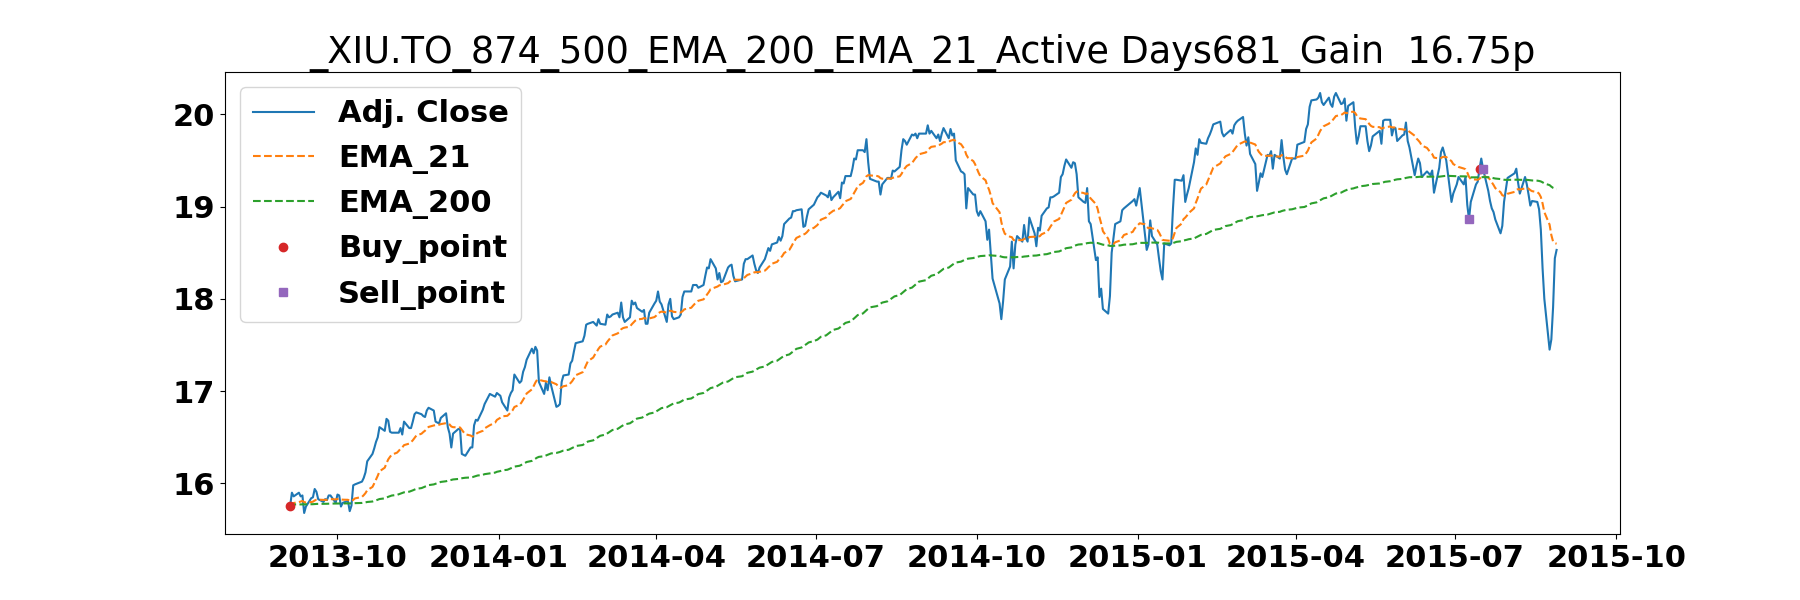 _XIU.TO_874_500_EMA_200_EMA_21_Active Days681_Gain  16.75p
Adj. Close
EMA_21
EMA_200
Buy_point
Sell_point
20
19
18
17
16
2013-10 2014-01 2014-04 2014-07 2014-10 2015-01 2015-04 2015-07 2015-10